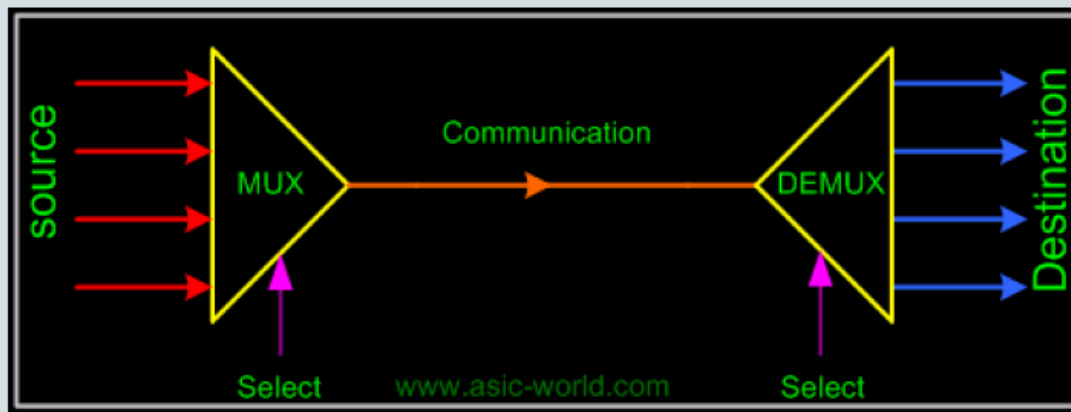 source
MUX
Communication
DEMUX
Destination
Select
www.asic-world.com
Select